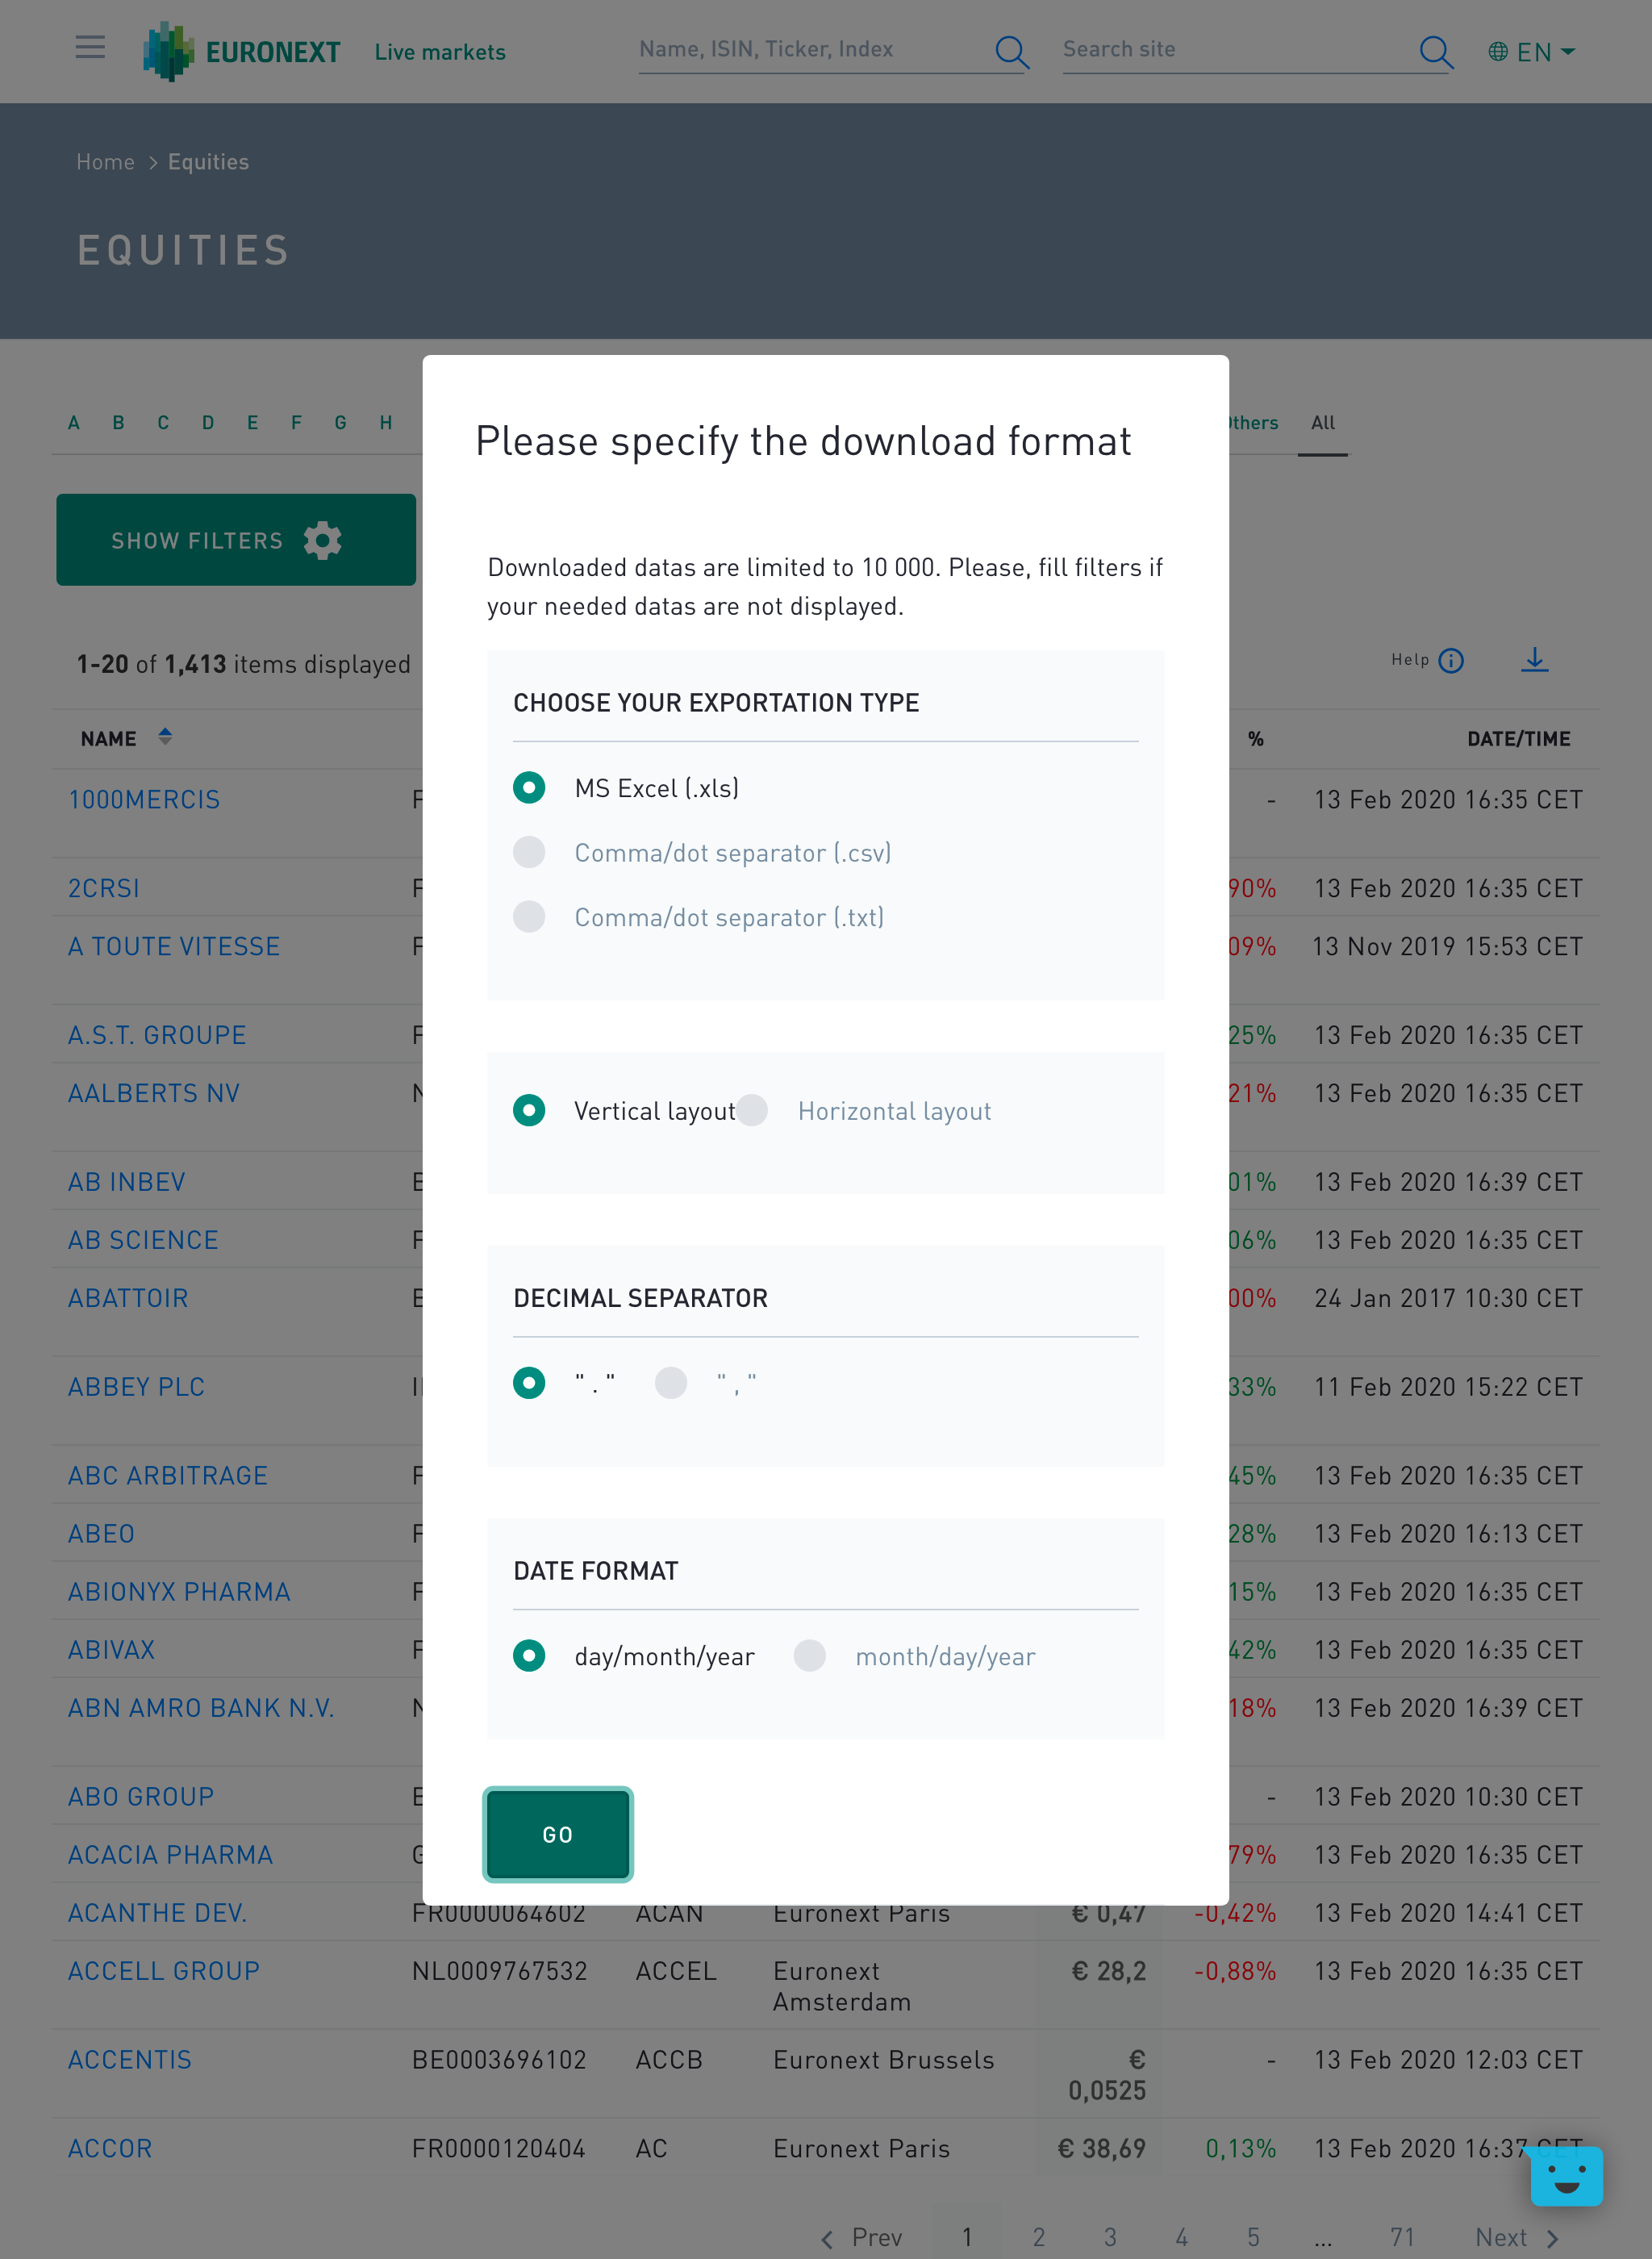 EURONEXT Live markets Name, ISIN, Ticker, Index Search site EN
Home > Equities
EQUITIES
A B C D E F G H All
SHOW FILTERS
1-20 of 1,413 items displayed Help
NAME % DATE/TIME
1000MERCIS - 13 Feb 2020 16:35 CET
2CRSI 90% 13 Feb 2020 16:35 CET
A TOUTE VITESSE 09% 13 Nov 2019 15:53 CET
A.S.T. GROUPE 25% 13 Feb 2020 16:35 CET
AALBERTS NV 21% 13 Feb 2020 16:35 CET
AB INBEV 01% 13 Feb 2020 16:39 CET
AB SCIENCE 06% 13 Feb 2020 16:35 CET
ABATTOIR 00% 24 Jan 2017 10:30 CET
ABBEY PLC 33% 11 Feb 2020 15:22 CET
ABC ARBITRAGE 45% 13 Feb 2020 16:35 CET
ABEO 28% 13 Feb 2020 16:13 CET
ABIONYX PHARMA 15% 13 Feb 2020 16:35 CET
ABIVAX 42% 13 Feb 2020 16:35 CET
ABN AMRO BANK N.V. 18% 13 Feb 2020 16:39 CET
ABO GROUP - 13 Feb 2020 10:30 CET
ACACIA PHARMA 79% 13 Feb 2020 16:35 CET
ACANTHE DEV. FR0000064602 ACAN Euronext Paris € 0,47 -0,42% 13 Feb 2020 14:41 CET
ACCELL GROUP NL0009767532 ACCEL Euronext € 28,2 -0,88% 13 Feb 2020 16:35 CET
Amsterdam
ACCENTIS BE0003696102 ACCB Euronext Brussels € - 13 Feb 2020 12:03 CET
0,0525
ACCOR FR0000120404 AC Euronext Paris € 38,69 0,13% 13 Feb 2020 16:37 CET
Prev 1 2 3 4 5 ... 71 Next
Please specify the download format
Downloaded datas are limited to 10 000. Please, fill filters if
your needed datas are not displayed.
CHOOSE YOUR EXPORTATION TYPE
MS Excel (.xls)
Comma/dot separator (.csv)
Comma/dot separator (.txt)
Vertical layout Horizontal layout
DECIMAL SEPARATOR
" . " " , "
DATE FORMAT
day/month/year month/day/year
GO